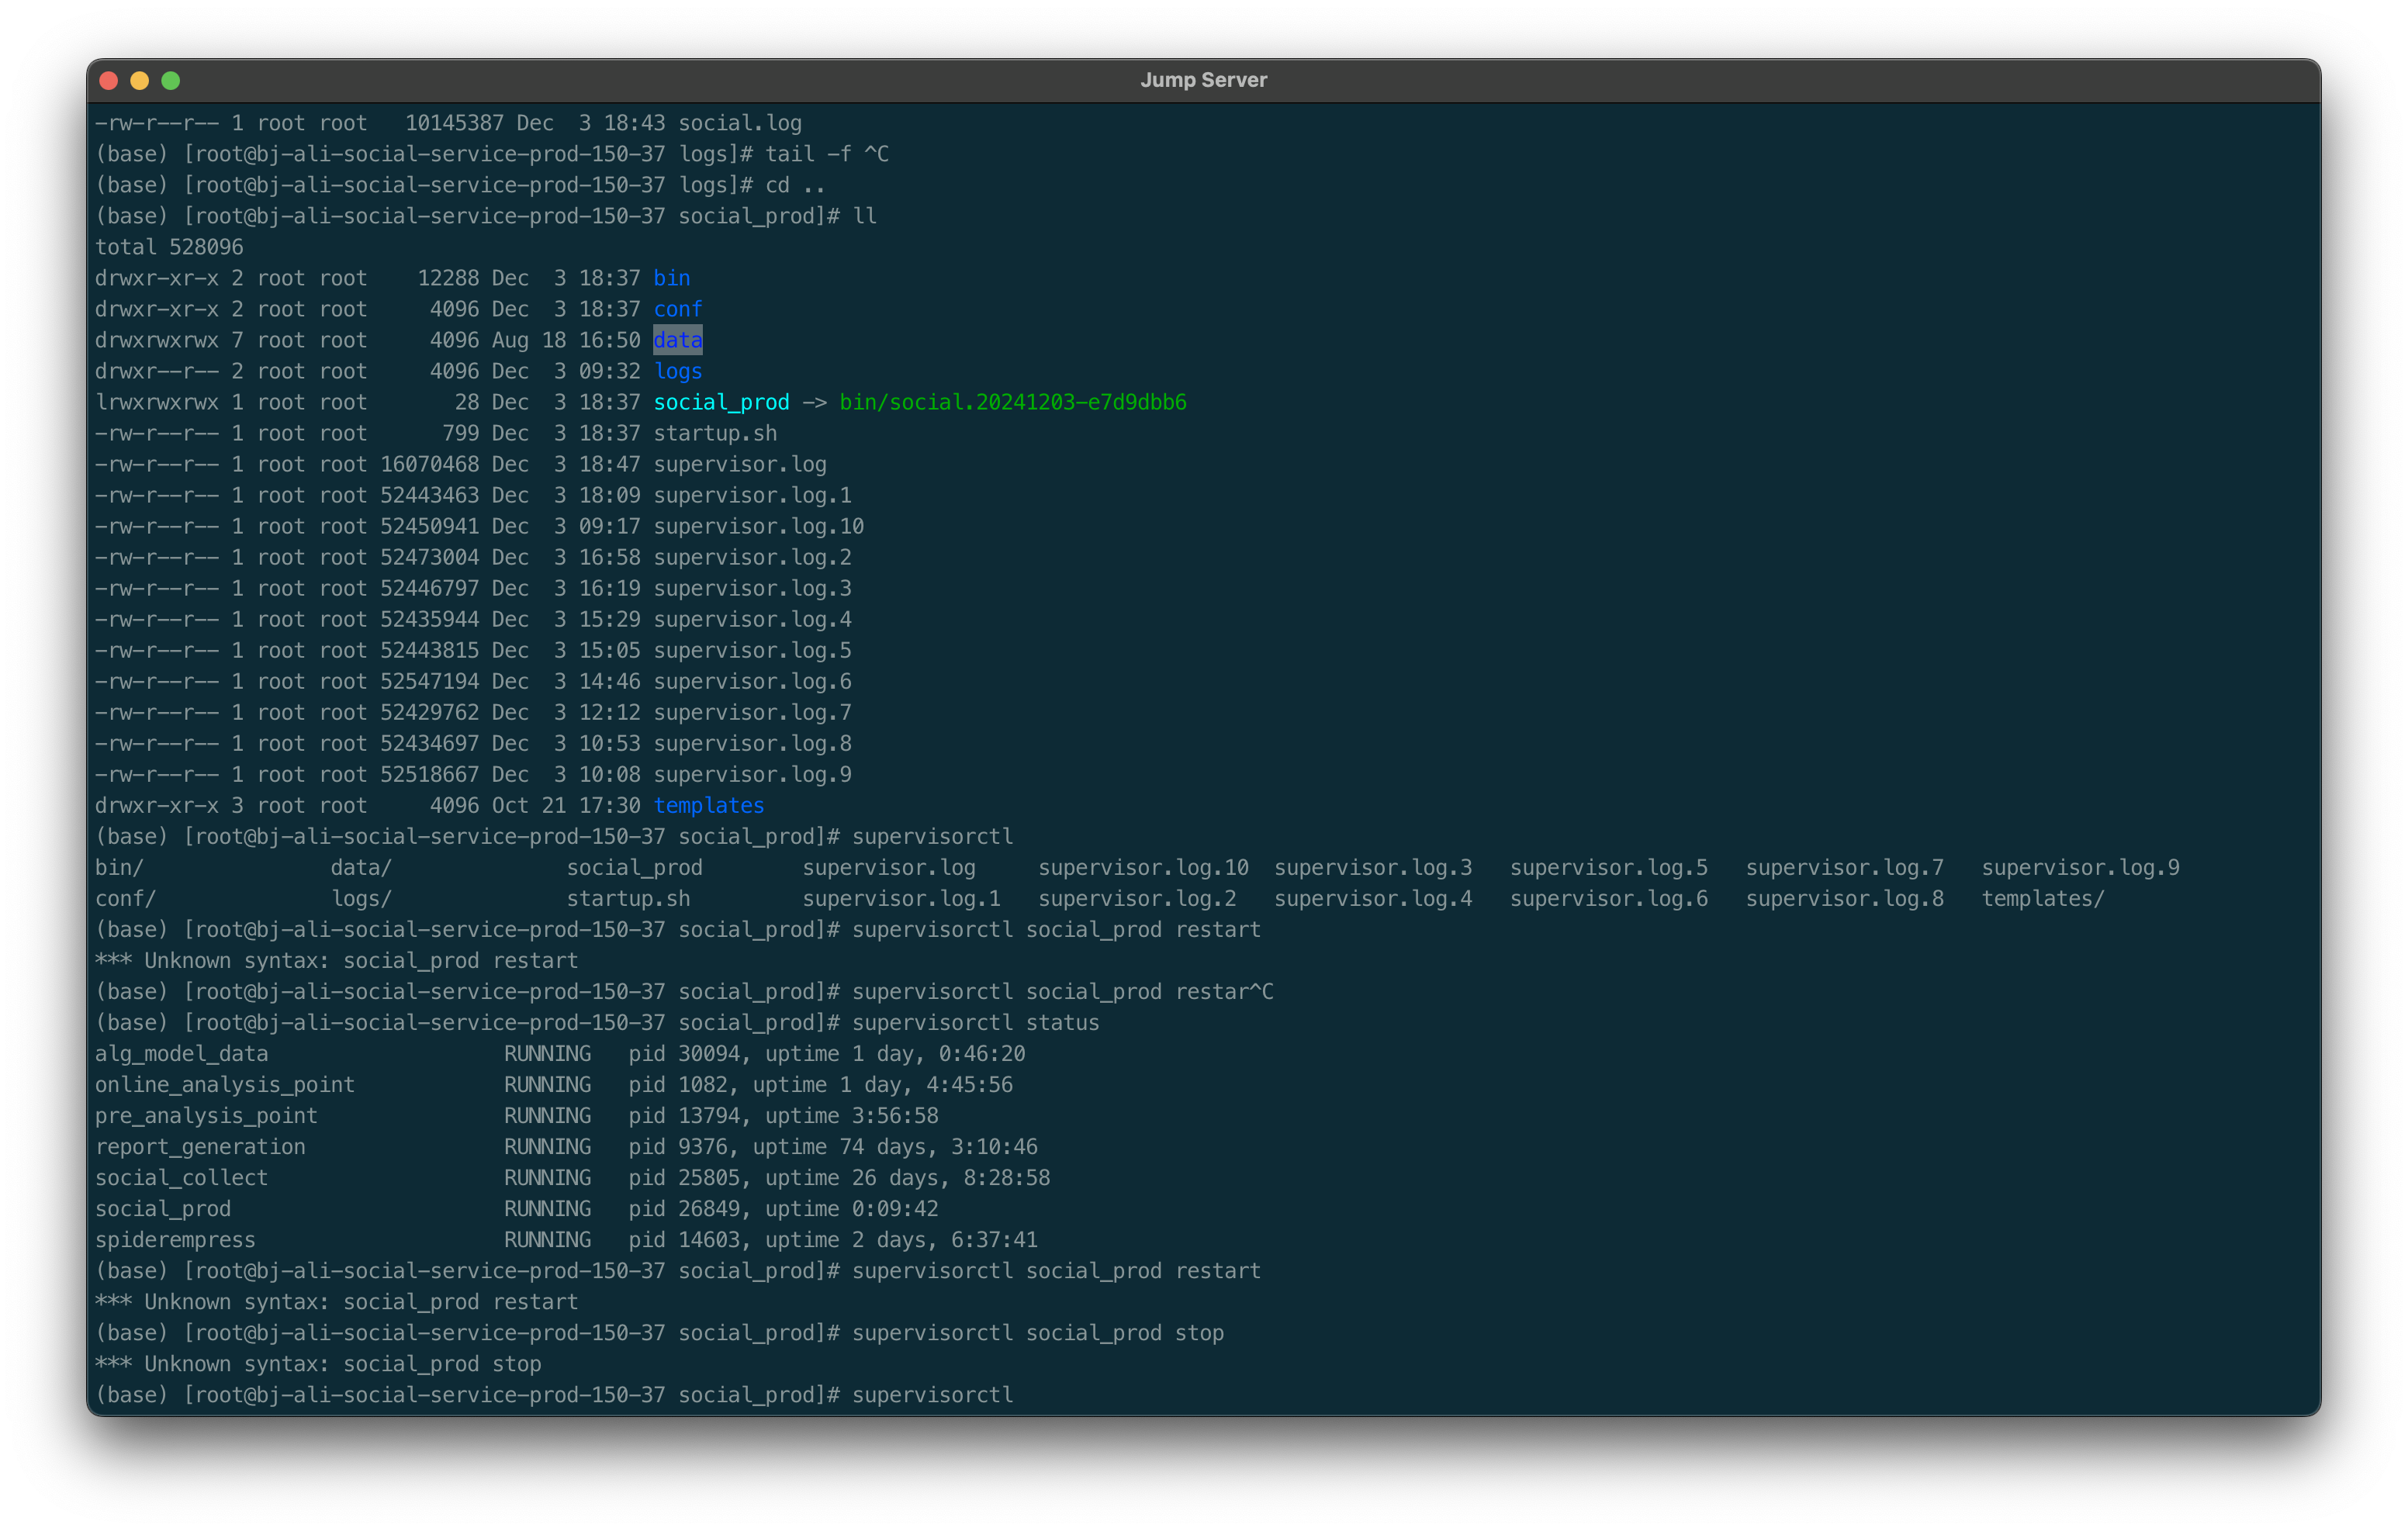 Jump Server
-rw-r--r-- 1 root root   10145387 Dec  3 18:43 social.log
(base) [root@bj-ali-social-service-prod-150-37 logs]# tail -f ^C
(base) [root@bj-ali-social-service-prod-150-37 logs]# cd ..
(base) [root@bj-ali-social-service-prod-150-37 social_prod]# ll
total 528096
drwxr-xr-x 2 root root    12288 Dec  3 18:37 bin
drwxr-xr-x 2 root root     4096 Dec  3 18:37 conf
drwxrwxrwx 7 root root     4096 Aug 18 16:50 data
drwxr--r-- 2 root root     4096 Dec  3 09:32 logs
lrwxrwxrwx 1 root root       28 Dec  3 18:37 social_prod -> bin/social.20241203-e7d9dbb6
-rw-r--r-- 1 root root      799 Dec  3 18:37 startup.sh
-rw-r--r-- 1 root root 16070468 Dec  3 18:47 supervisor.log
-rw-r--r-- 1 root root 52443463 Dec  3 18:09 supervisor.log.1
-rw-r--r-- 1 root root 52450941 Dec  3 09:17 supervisor.log.10
-rw-r--r-- 1 root root 52473004 Dec  3 16:58 supervisor.log.2
-rw-r--r-- 1 root root 52446797 Dec  3 16:19 supervisor.log.3
-rw-r--r-- 1 root root 52435944 Dec  3 15:29 supervisor.log.4
-rw-r--r-- 1 root root 52443815 Dec  3 15:05 supervisor.log.5
-rw-r--r-- 1 root root 52547194 Dec  3 14:46 supervisor.log.6
-rw-r--r-- 1 root root 52429762 Dec  3 12:12 supervisor.log.7
-rw-r--r-- 1 root root 52434697 Dec  3 10:53 supervisor.log.8
-rw-r--r-- 1 root root 52518667 Dec  3 10:08 supervisor.log.9
drwxr-xr-x 3 root root     4096 Oct 21 17:30 templates
(base) [root@bj-ali-social-service-prod-150-37 social_prod]# supervisorctl
bin/               data/              social_prod        supervisor.log     supervisor.log.10  supervisor.log.3   supervisor.log.5   supervisor.log.7   supervisor.log.9
conf/              logs/              startup.sh         supervisor.log.1   supervisor.log.2   supervisor.log.4   supervisor.log.6   supervisor.log.8   templates/
(base) [root@bj-ali-social-service-prod-150-37 social_prod]# supervisorctl social_prod restart
*** Unknown syntax: social_prod restart
(base) [root@bj-ali-social-service-prod-150-37 social_prod]# supervisorctl social_prod restar^C
(base) [root@bj-ali-social-service-prod-150-37 social_prod]# supervisorctl status
alg_model_data                   RUNNING   pid 30094, uptime 1 day, 0:46:20
online_analysis_point            RUNNING   pid 1082, uptime 1 day, 4:45:56
pre_analysis_point               RUNNING   pid 13794, uptime 3:56:58
report_generation                RUNNING   pid 9376, uptime 74 days, 3:10:46
social_collect                   RUNNING   pid 25805, uptime 26 days, 8:28:58
social_prod                      RUNNING   pid 26849, uptime 0:09:42
spiderempress                    RUNNING   pid 14603, uptime 2 days, 6:37:41
(base) [root@bj-ali-social-service-prod-150-37 social_prod]# supervisorctl social_prod restart
*** Unknown syntax: social_prod restart
(base) [root@bj-ali-social-service-prod-150-37 social_prod]# supervisorctl social_prod stop
*** Unknown syntax: social_prod stop
(base) [root@bj-ali-social-service-prod-150-37 social_prod]# supervisorctl